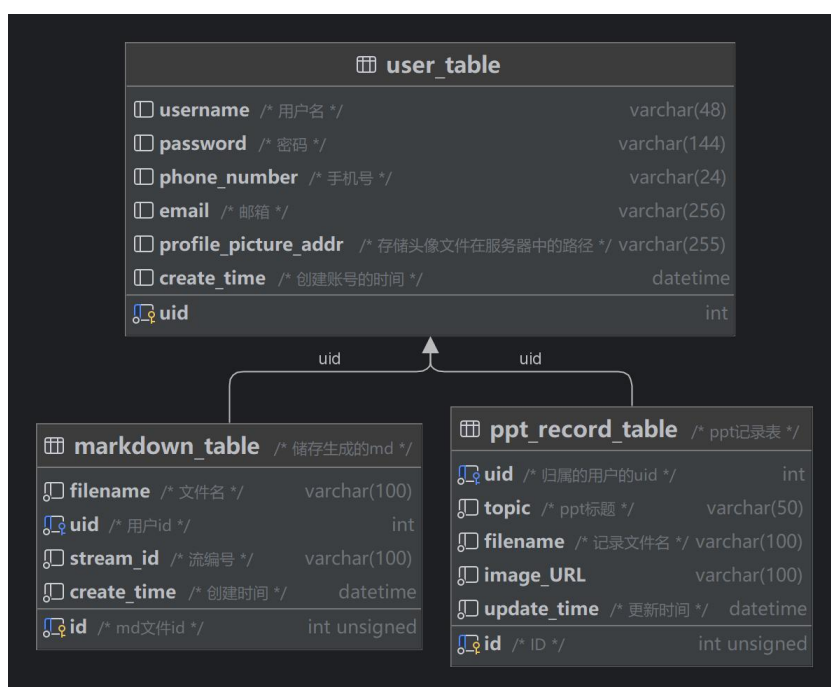 user_table
username /* 用户名 */ varchar(48)
password /* 密码 */ varchar(144)
phone_number /* 手机号 */ varchar(24)
email /* 邮箱 */ varchar(256)
profile_picture_addr /* 存储头像文件在服务器中的路径 */ varchar(255)
create_time /* 创建账号的时间 */ datetime
uid int
uid uid
markdown_table /* 储存生成的md */
filename /* 文件名 */ varchar(100)
uid /* 用户id */ int
stream_id /* 流编号 */ varchar(100)
create_time /* 创建时间 */ datetime
id /* md文件id */ int unsigned
ppt_record_table /* ppt记录表 */
uid /* 归属的用户的uid */ int
topic /* ppt标题 */ varchar(50)
filename /* 记录文件名 */ varchar(100)
image_URL varchar(100)
update_time /* 更新时间 */ datetime
id /* ID */ int unsigned